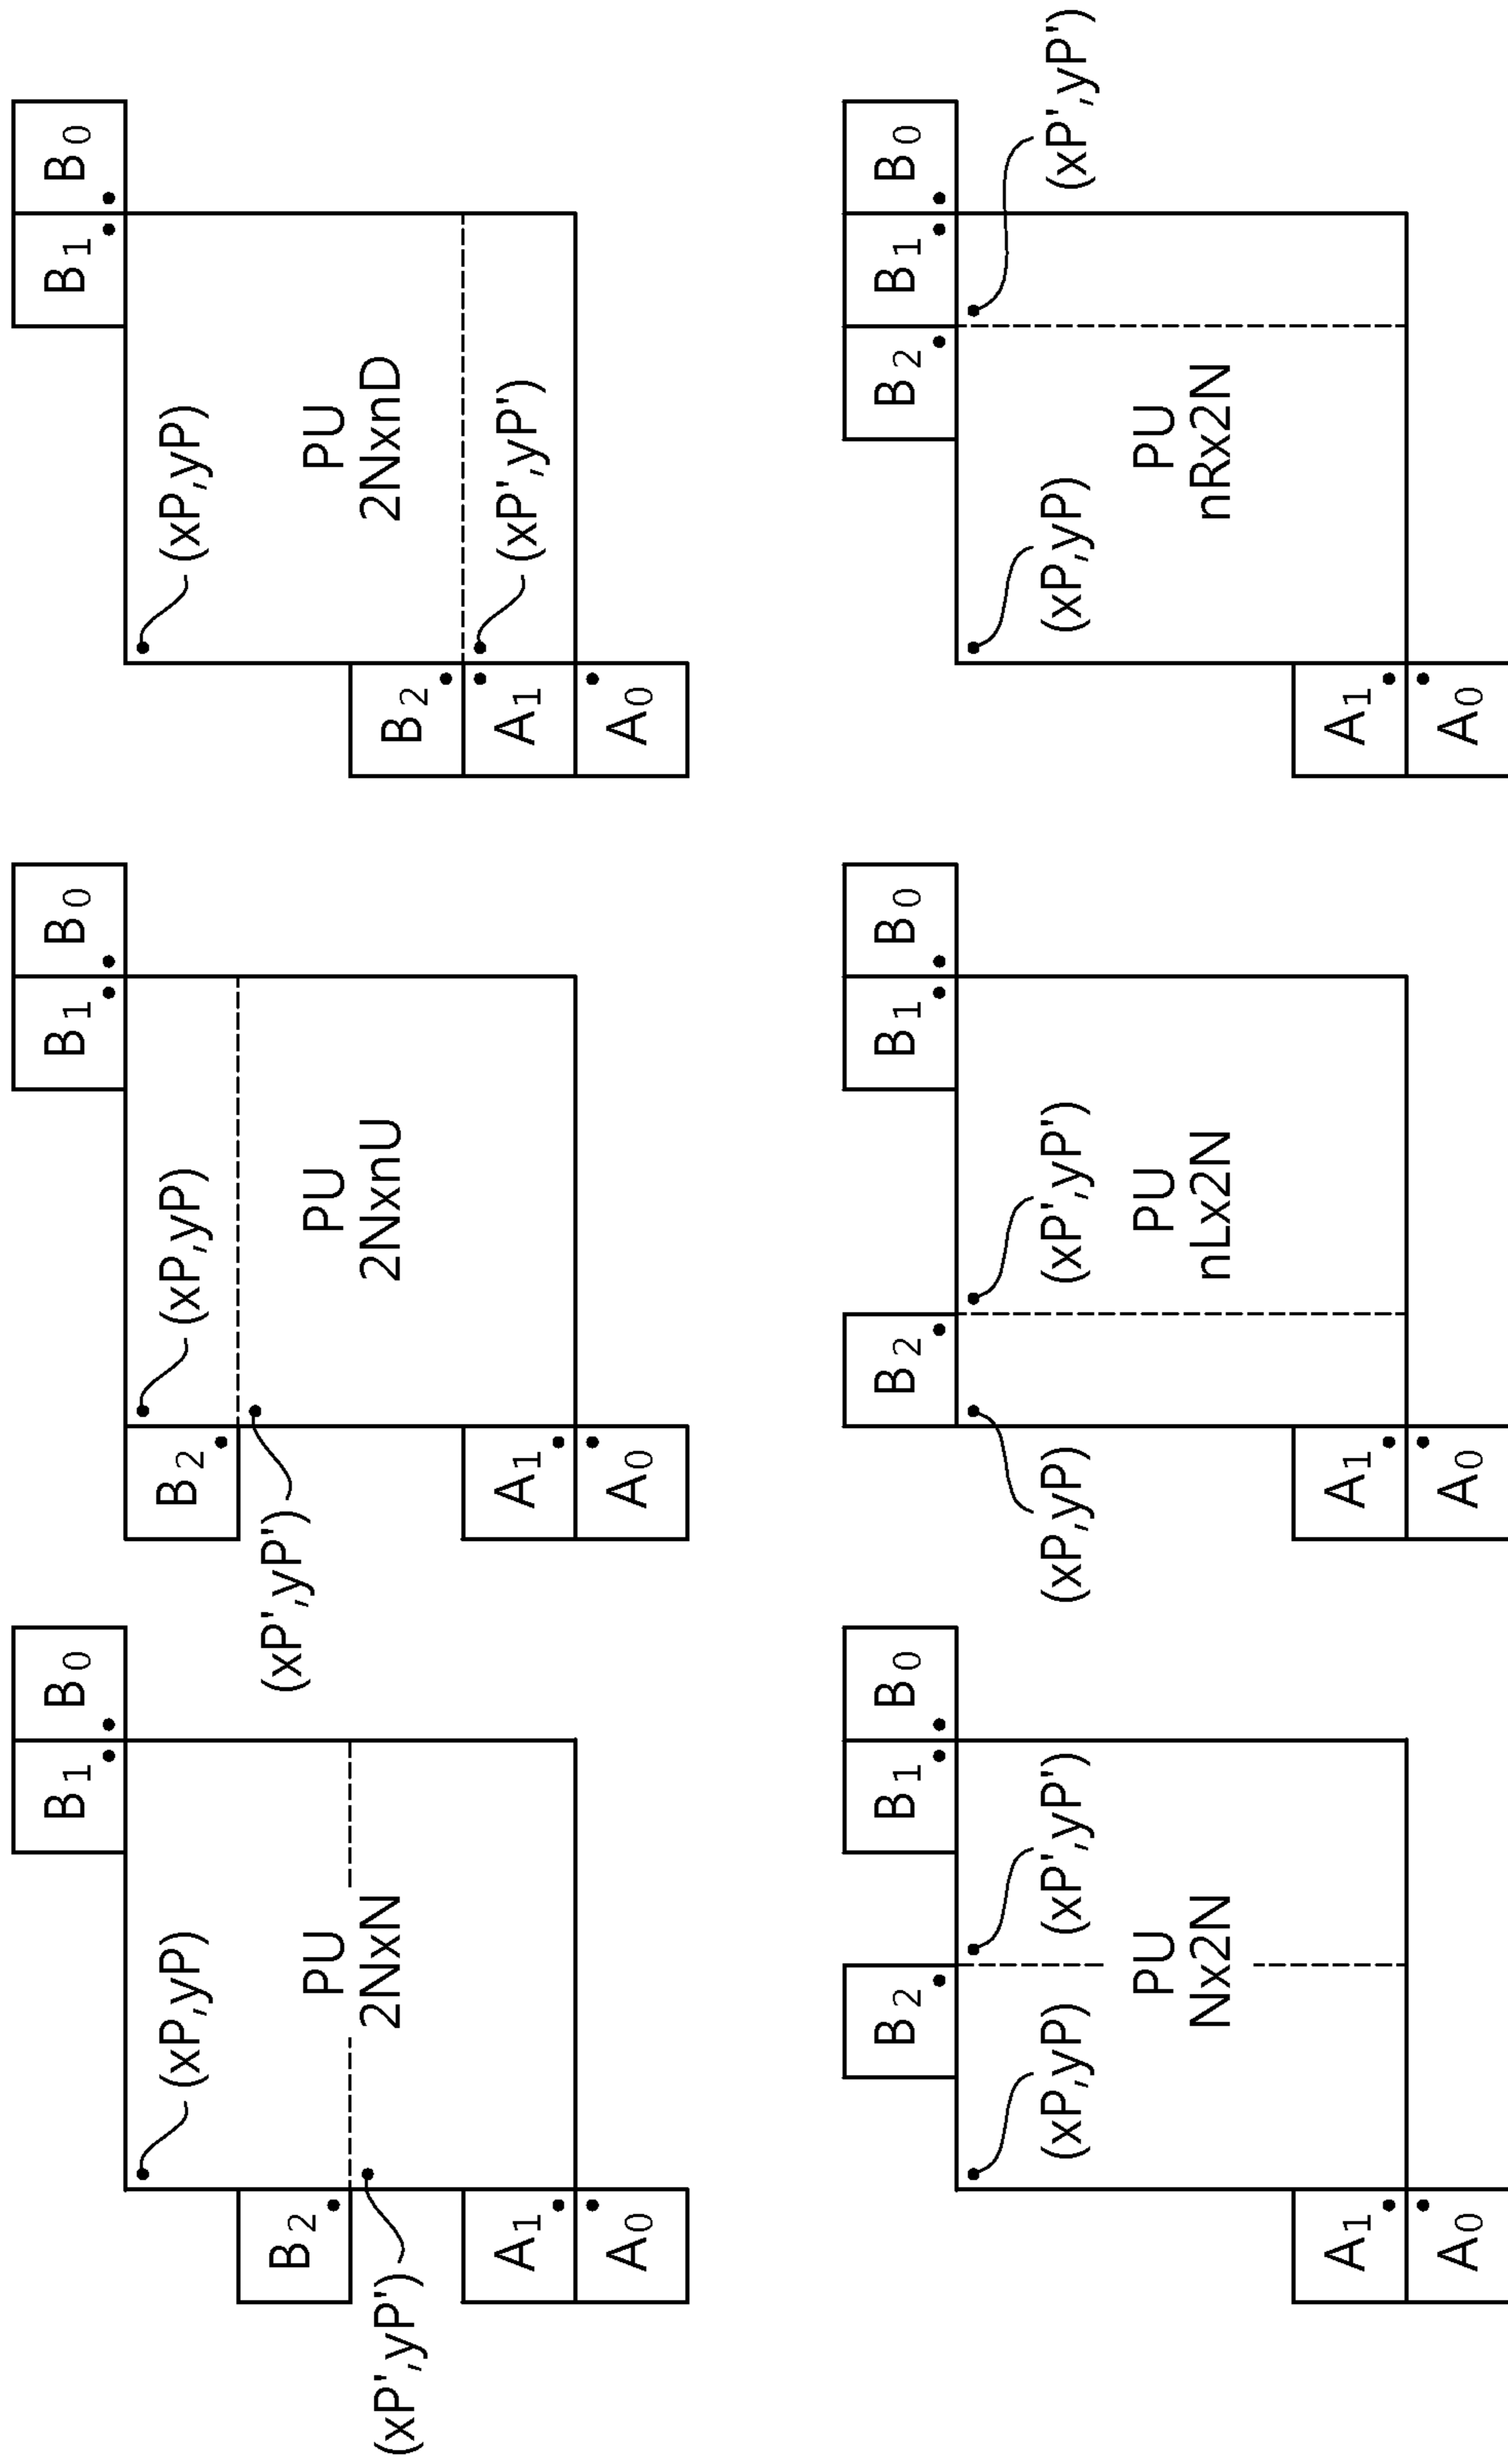 B1 B0
(xP,yP)
B2
PU
2NxN
(xP',yP')
A1
A0
B1 B0
(xP,yP)
B2
(xP',yP')
PU
2NxnU
A1
A0
B1 B0
(xP,yP)
PU
2NxnD
B2
(xP',yP')
A1
A0
B2 B1 B0
(xP,yP) (xP',yP')
PU
Nx2N
A1
A0
B2 B1 B0
(xP,yP) (xP',yP')
PU
nLx2N
A1
A0
B2 B1 B0
(xP,yP) (xP',yP')
PU
nRx2N
A1
A0